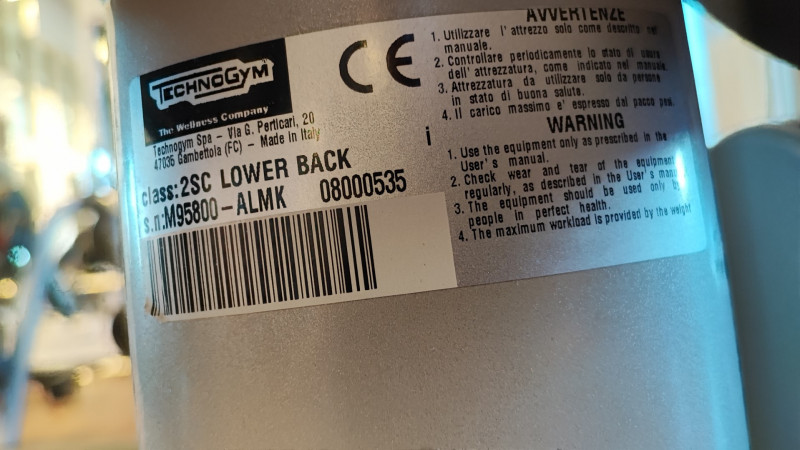 TECHNOGYM
The Wellness Company
Technogym Spa - Via G. Perticari, 20
47035 Gambettola (FC) - Made in Italy
class:2SC LOWER BACK
s.n:M95800-ALMK 08000535
CE
i
AVVERTENZE
1. Utilizzare l'attrezzo solo come descritto nel
manuale.
2. Controllare periodicamente lo stato di usura
dell'attrezzatura, come indicato nel manuale.
3. Attrezzatura da utilizzare solo da persone
in stato di buona salute.
4. Il carico massimo e' espresso dal pacco pesi.
WARNING
1. Use the equipment only as prescribed in the
User's manual.
2. Check wear and tear of the equipment
regularly, as described in the User's manual
3. The equipment should be used only by
people in perfect health.
4. The maximum workload is provided by the weight